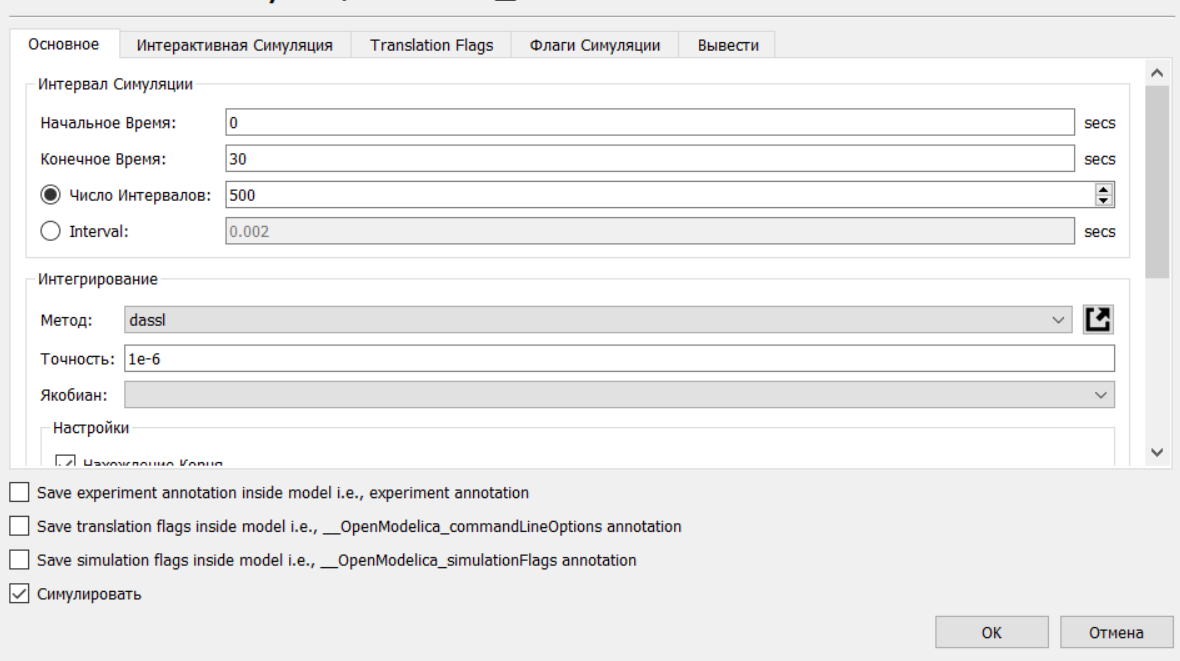 Основное Интерактивная Симуляция Translation Flags Флаги Симуляции Вывести
Интервал Симуляции
Начальное Время: 0 secs
Конечное Время: 30 secs
Число Интервалов: 500
Interval: 0.002 secs
Интегрирование
Метод: dassl
Точность: 1e-6
Якобиан:
Настройки
Нахождение Корня
Save experiment annotation inside model i.e., experiment annotation
Save translation flags inside model i.e., __OpenModelica_commandLineOptions annotation
Save simulation flags inside model i.e., __OpenModelica_simulationFlags annotation
Симулировать
OK Отмена